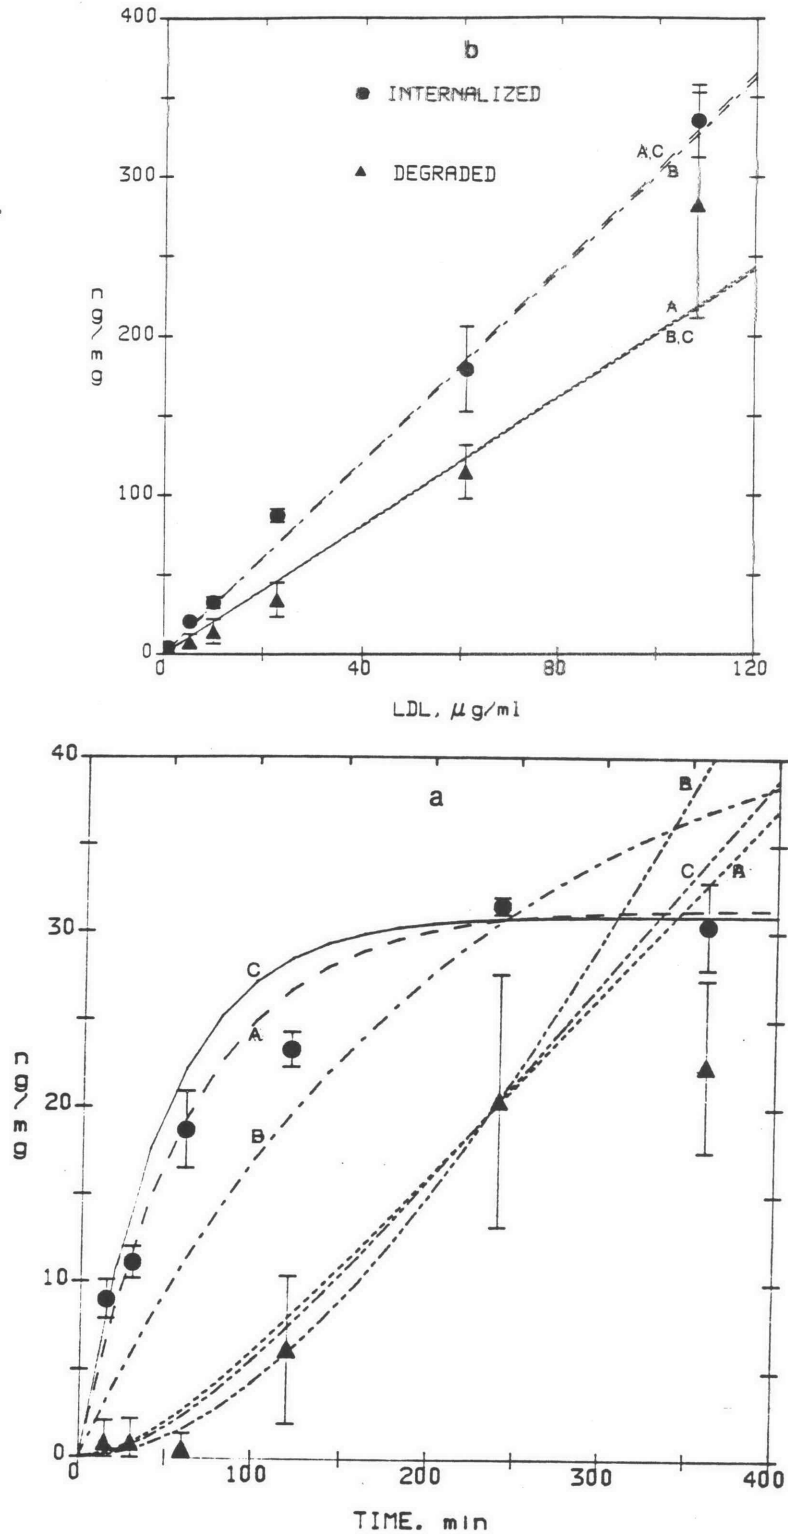 400
b
INTERNALIZED
A,C
300
B
DEGRADED
ng/mg
200
A
B,C
100
0
0 40 80 120
LDL, μg/ml
40
a
B
C A
30
C
A
ng/mg
20
B
10
0
0 100 200 300 400
TIME, min